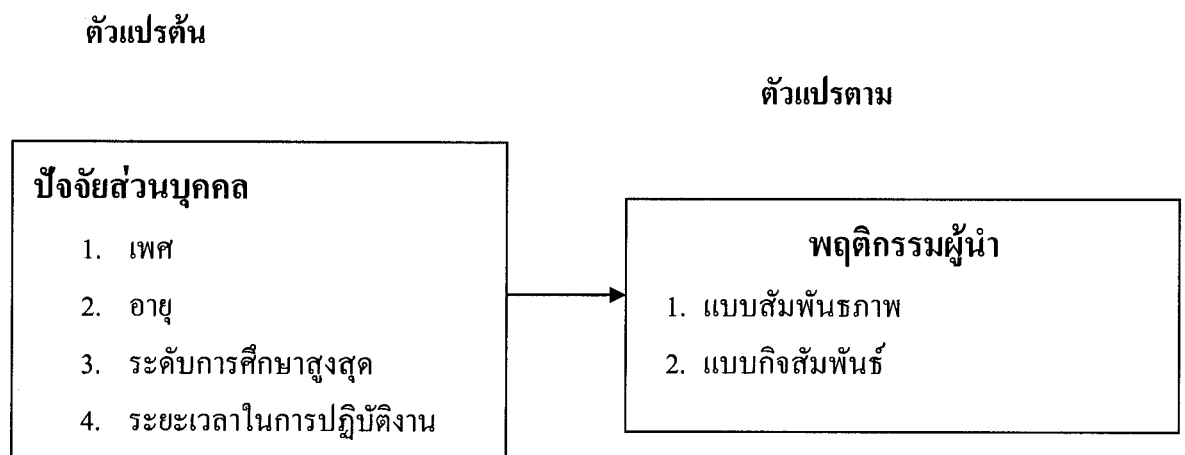 ตัวแปรต้น
ตัวแปรตาม
ปัจจัยส่วนบุคคล
1. เพศ
2. อายุ
3. ระดับการศึกษาสูงสุด
4. ระยะเวลาในการปฏิบัติงาน
พฤติกรรมผู้นำ
1. แบบสัมพันธภาพ
2. แบบกิจสัมพันธ์